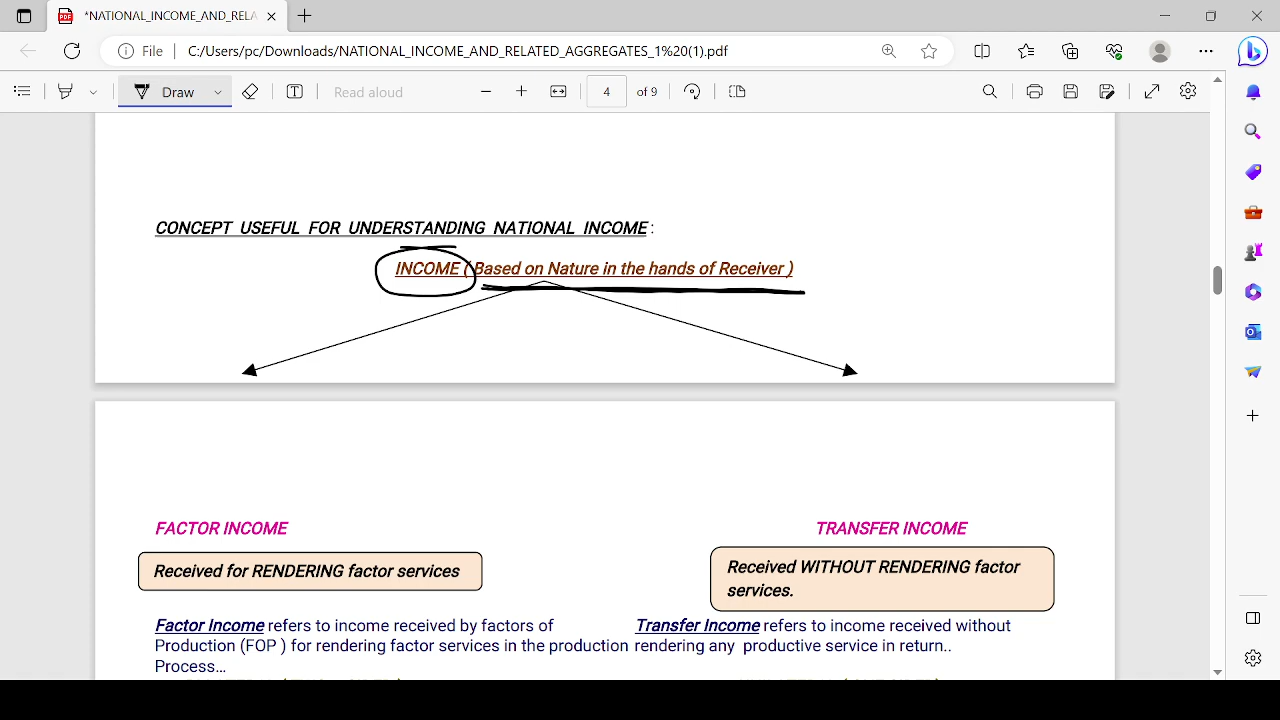 *NATIONAL_INCOME_AND_RELA
File
C:/Users/pc/Downloads/NATIONAL_INCOME_AND_RELATED_AGGREGATES_1%20(1).pdf
Draw
Read aloud
4
of 9
CONCEPT USEFUL FOR UNDERSTANDING NATIONAL INCOME :
INCOME ( Based on Nature in the hands of Receiver )
FACTOR INCOME
TRANSFER INCOME
Received for RENDERING factor services
Received WITHOUT RENDERING factor
services.
Factor Income refers to income received by factors of
Production (FOP ) for rendering factor services in the production
Process...
Transfer Income refers to income received without
rendering any productive service in return..